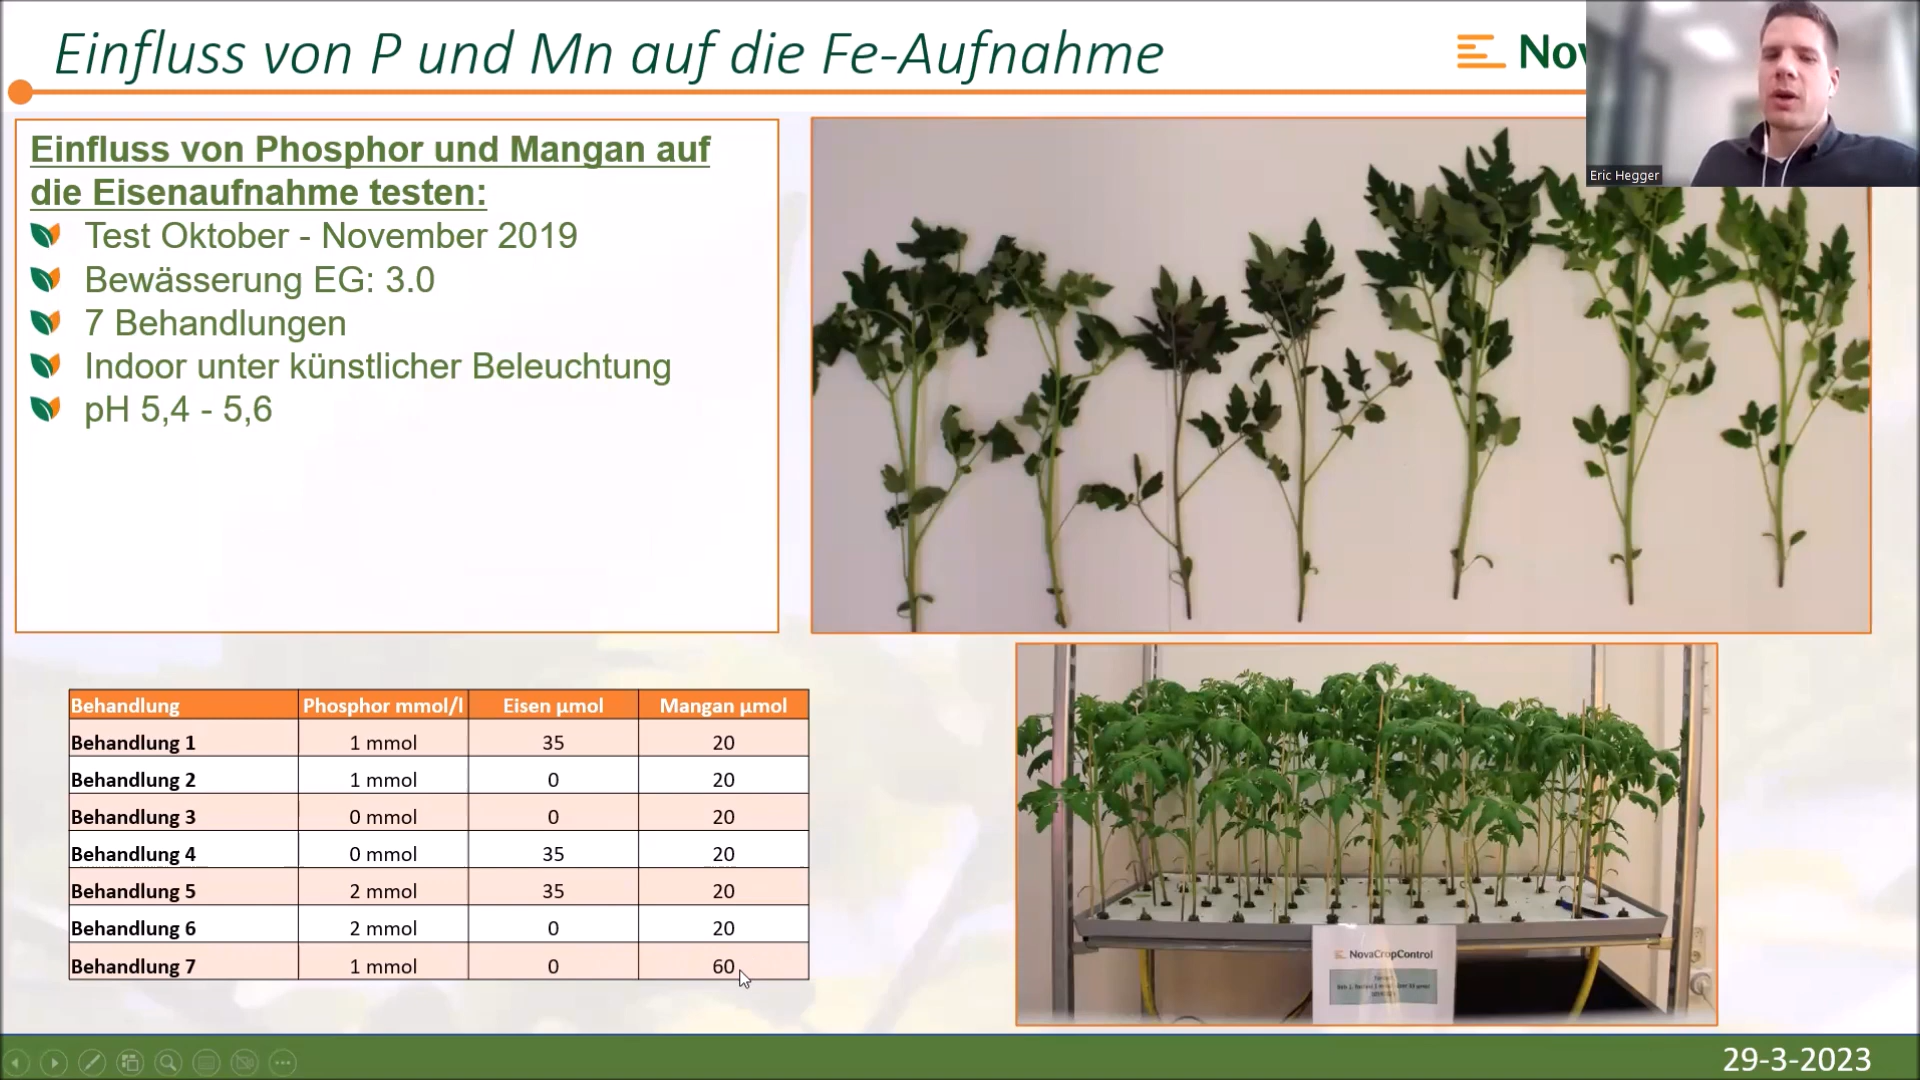 Einfluss von P und Mn auf die Fe-Aufnahme
Nov
Eric Hegger
Einfluss von Phosphor und Mangan auf
die Eisenaufnahme testen:
Test Oktober - November 2019
Bewässerung EG: 3.0
7 Behandlungen
Indoor unter künstlicher Beleuchtung
pH 5,4 - 5,6
Behandlung Phosphor mmol/l Eisen µmol Mangan µmol
Behandlung 1 1 mmol 35 20
Behandlung 2 1 mmol 0 20
Behandlung 3 0 mmol 0 20
Behandlung 4 0 mmol 35 20
Behandlung 5 2 mmol 35 20
Behandlung 6 2 mmol 0 20
Behandlung 7 1 mmol 0 60
NovaCropControl
29-3-2023